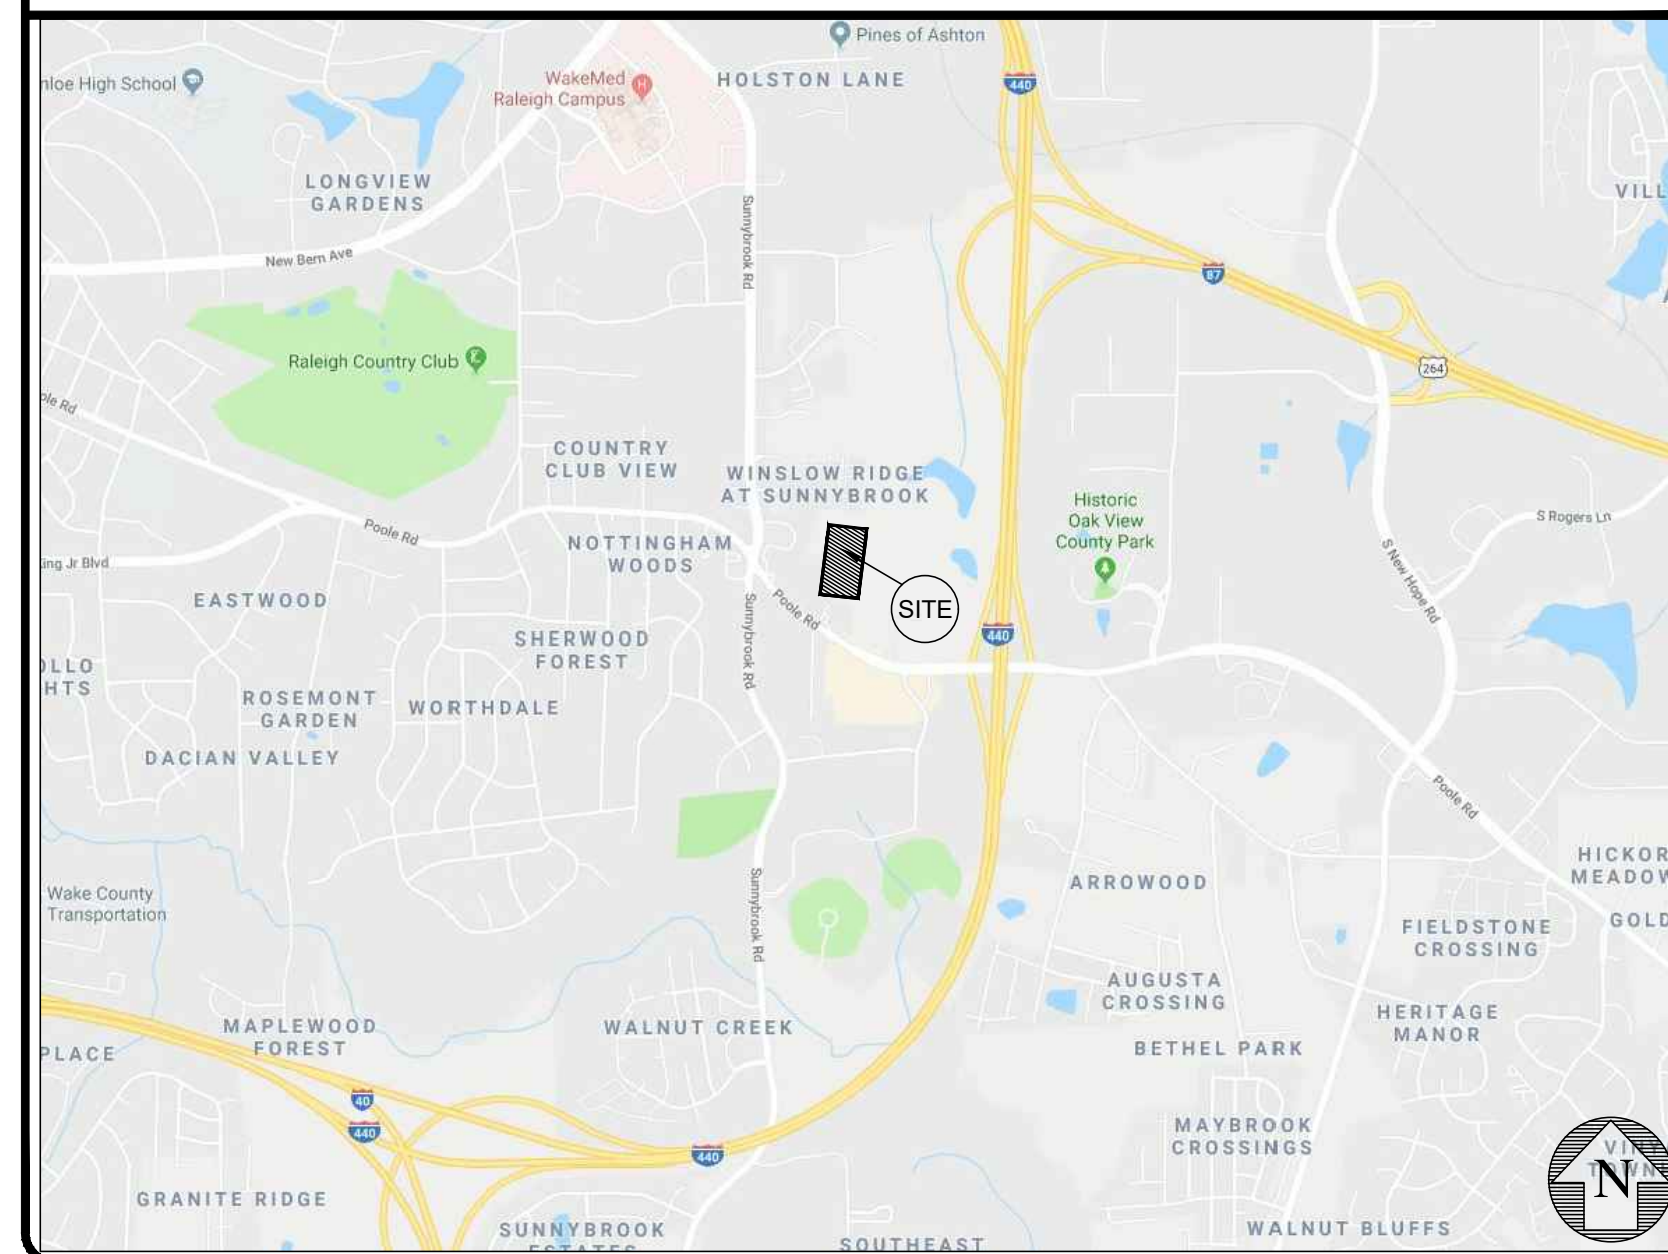 Pines of Ashton
nloe High School
WakeMed
Raleigh Campus
HOLSTON LANE
440
LONGVIEW
GARDENS
VILL
Sunnybrook Rd
New Bern Ave
87
Raleigh Country Club
264
ole Rd
COUNTRY
CLUB VIEW
WINSLOW RIDGE
AT SUNNYBROOK
Historic
Oak View
County Park
S Rogers Ln
Poole Rd
NOTTINGHAM
WOODS
ing Jr Blvd
S New Hope Rd
EASTWOOD
Poole Rd
SITE
Sunnybrook Rd
440
SHERWOOD
FOREST
OLLO
HTS
ROSEMONT
GARDEN
WORTHDALE
DACIAN VALLEY
Poole Rd
HICKOR
MEADOW
Wake County
Transportation
Sunnybrook Rd
ARROWOOD
GOLD
FIELDSTONE
CROSSING
AUGUSTA
CROSSING
HERITAGE
MANOR
MAPLEWOOD
FOREST
WALNUT CREEK
PLACE
BETHEL PARK
40
440
440
MAYBROOK
CROSSINGS
N
GRANITE RIDGE
SUNNYBROOK
ESTATES
WALNUT BLUFFS
SOUTHEAST